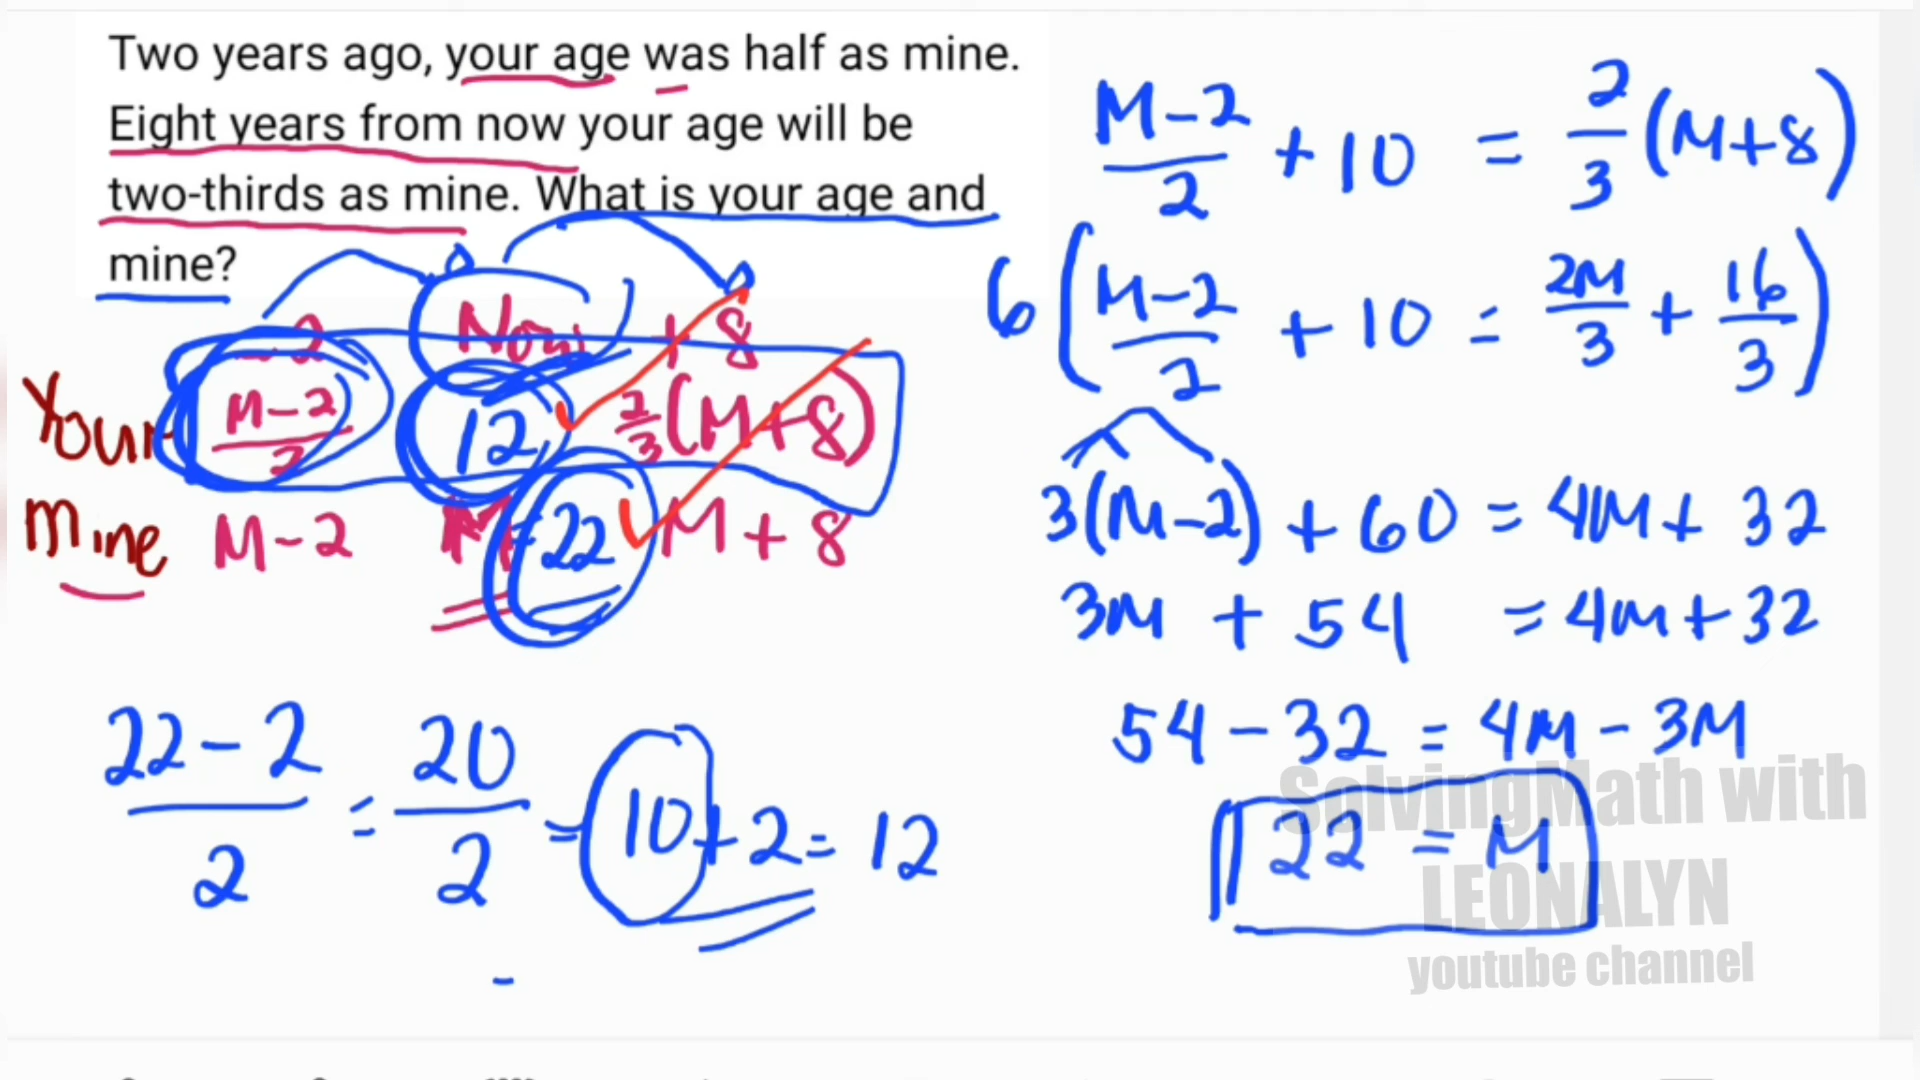 Two years ago, your age was half as mine.
Eight years from now your age will be
two-thirds as mine. What is your age and
mine?
-2 Now +8
Your M-2/2 12 2/3(M+8)
Mine M-2 M=22 M+8
22-2/2 = 20/2 = 10+2=12
M-2/2 + 10 = 2/3(M+8)
6(M-2/2 + 10 = 2M/3 + 16/3)
3(M-2) + 60 = 4M + 32
3M + 54 = 4M+32
54-32 = 4M-3M
22 = M
SolvingMath with
LEONALYN
youtube channel